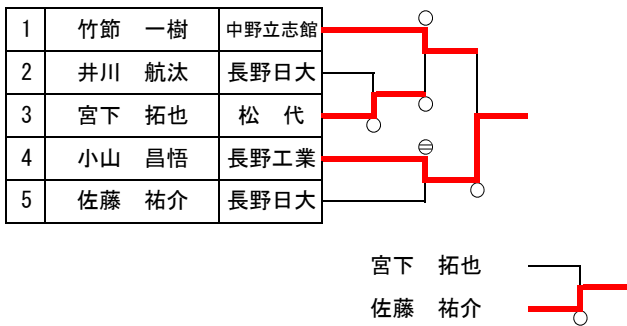 1 竹節 一樹 中野立志館
2 井川 航汰 長野日大
3 宮下 拓也 松 代
4 小山 昌悟 長野工業
5 佐藤 祐介 長野日大
宮下 拓也
佐藤 祐介